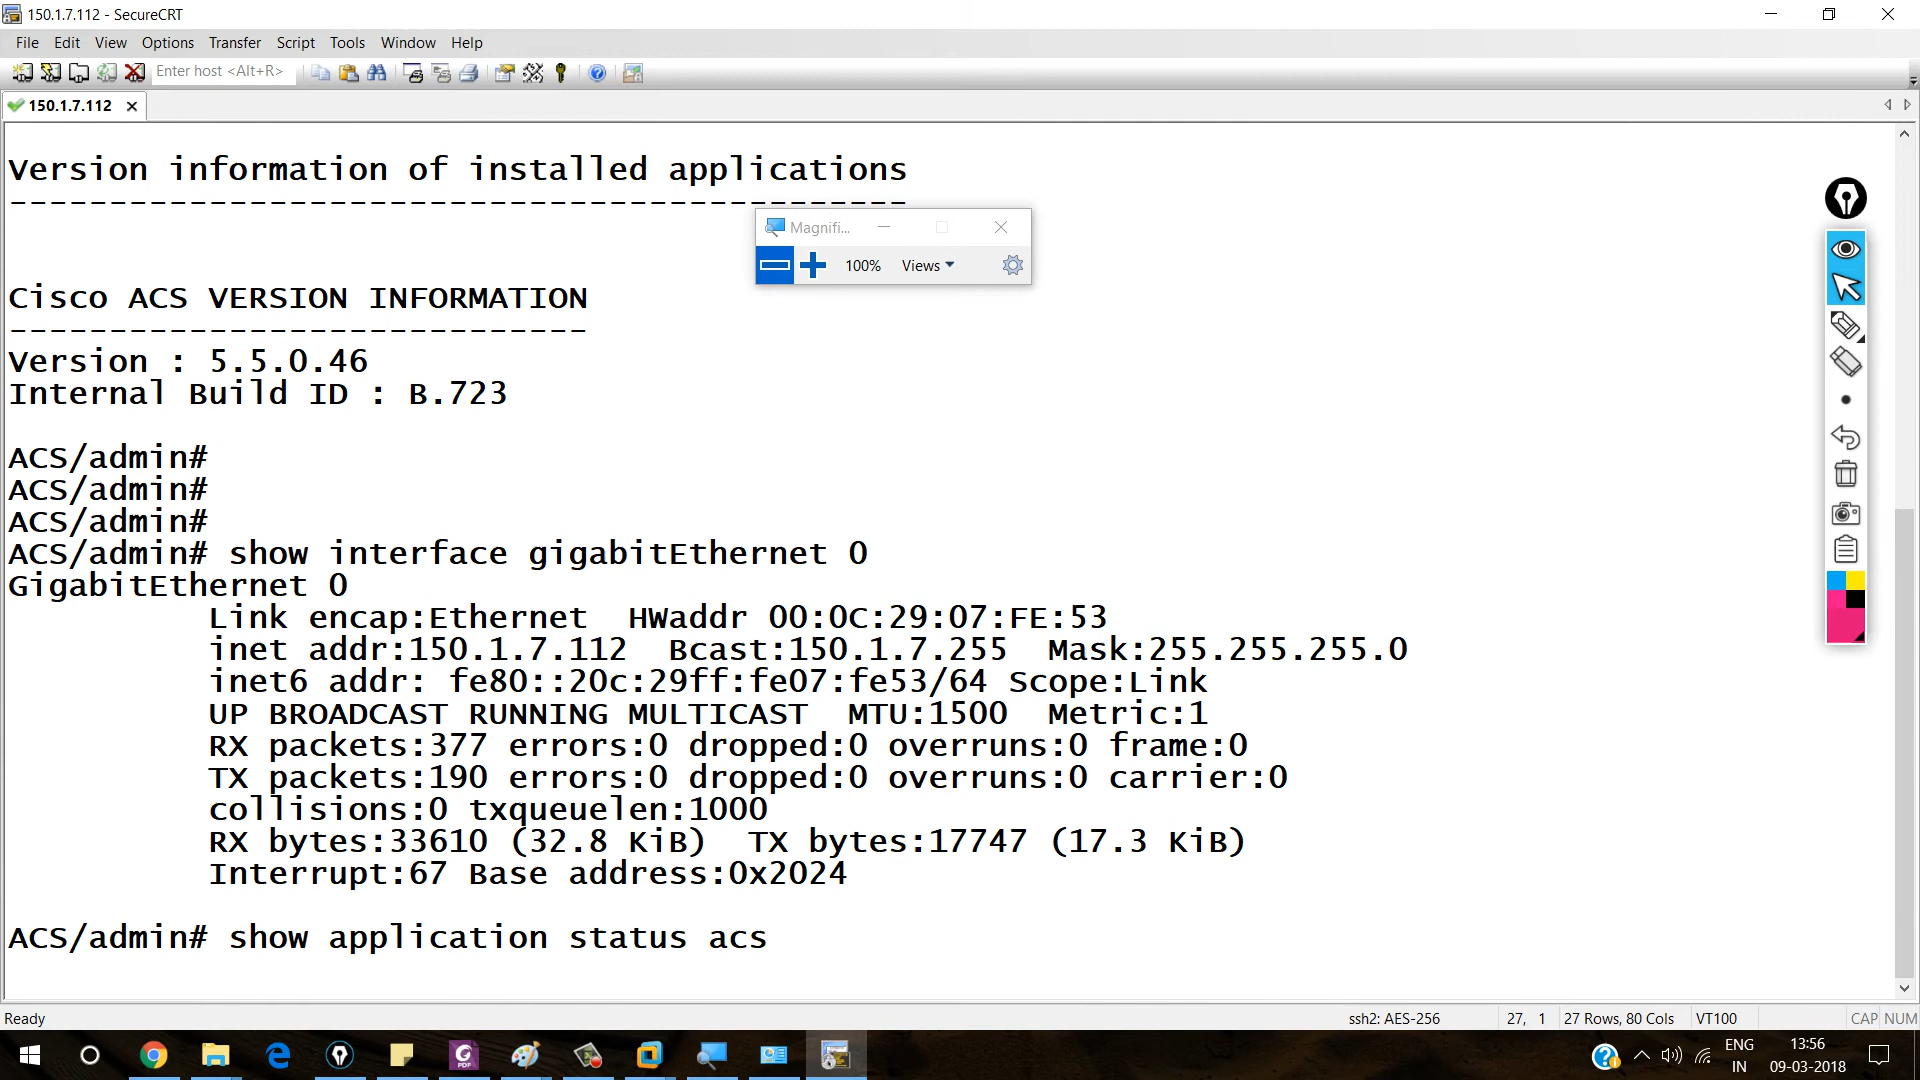 150.1.7.112 - SecureCRT
File Edit View Options Transfer Script Tools Window Help
Enter host <Alt+R>
150.1.7.112
Version information of installed applications
---------------------------------------------
Magnifi...
100% Views
Cisco ACS VERSION INFORMATION
-----------------------------
Version : 5.5.0.46
Internal Build ID : B.723
ACS/admin#
ACS/admin#
ACS/admin#
ACS/admin# show interface gigabitEthernet 0
GigabitEthernet 0
Link encap:Ethernet  HWaddr 00:0C:29:07:FE:53
inet addr:150.1.7.112  Bcast:150.1.7.255  Mask:255.255.255.0
inet6 addr: fe80::20c:29ff:fe07:fe53/64 Scope:Link
UP BROADCAST RUNNING MULTICAST  MTU:1500  Metric:1
RX packets:377 errors:0 dropped:0 overruns:0 frame:0
TX packets:190 errors:0 dropped:0 overruns:0 carrier:0
collisions:0 txqueuelen:1000
RX bytes:33610 (32.8 KiB)  TX bytes:17747 (17.3 KiB)
Interrupt:67 Base address:0x2024
ACS/admin# show application status acs
Ready ssh2: AES-256 27, 1 27 Rows, 80 Cols VT100 CAP NUM
PDF
ENG 13:56
IN 09-03-2018